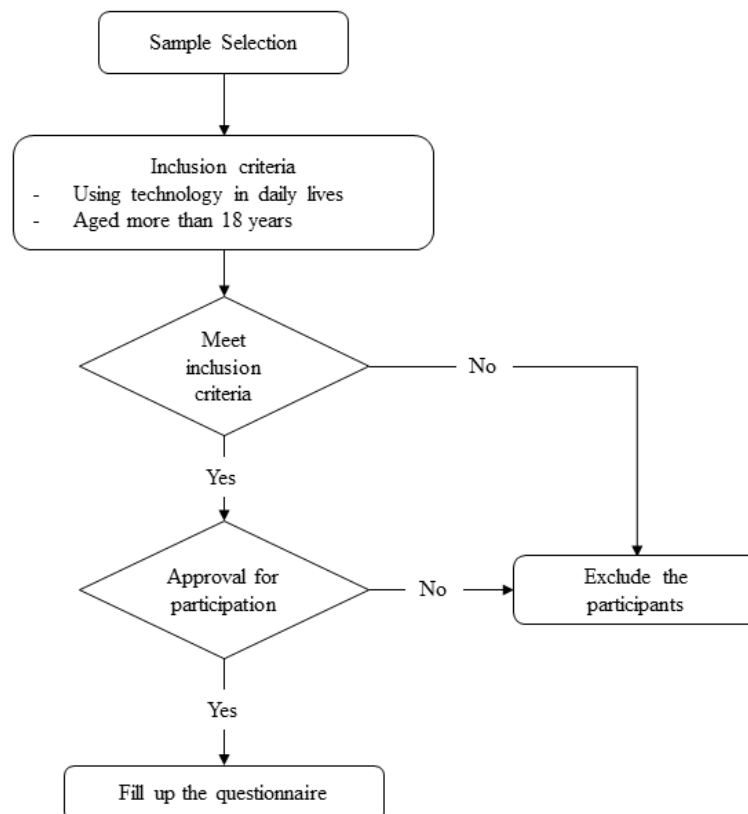 Sample Selection
Inclusion criteria
- Using technology in daily lives
- Aged more than 18 years
Meet
inclusion
criteria
No
Yes
Approval for
participation
No
Exclude the
participants
Yes
Fill up the questionnaire